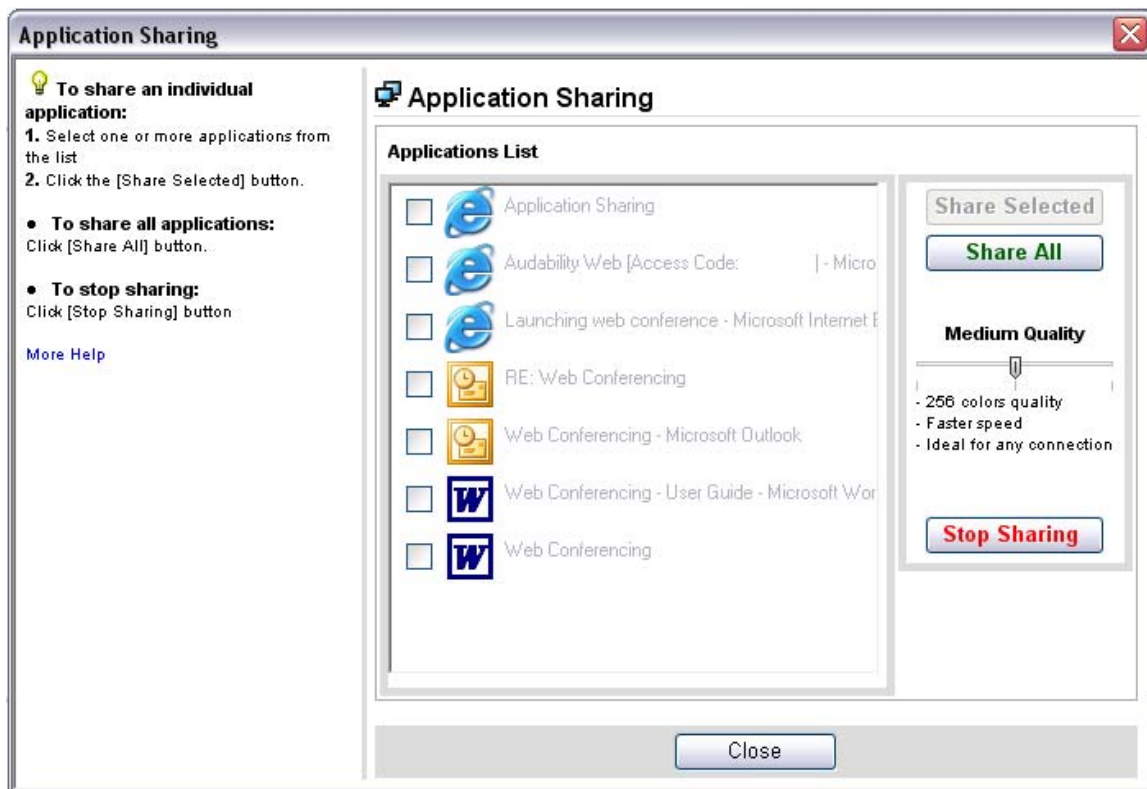 Application Sharing
To share an individual
application:
1. Select one or more applications from
the list
2. Click the [Share Selected] button.
• To share all applications:
Click [Share All] button.
• To stop sharing:
Click [Stop Sharing] button
More Help
Application Sharing
Applications List
Application Sharing
Audability Web [Access Code: ] - Micro
Launching web conference - Microsoft Internet E
RE: Web Conferencing
Web Conferencing - Microsoft Outlook
Web Conferencing - User Guide - Microsoft Wor
Web Conferencing
Share Selected
Share All
Medium Quality
- 256 colors quality
- Faster speed
- Ideal for any connection
Stop Sharing
Close